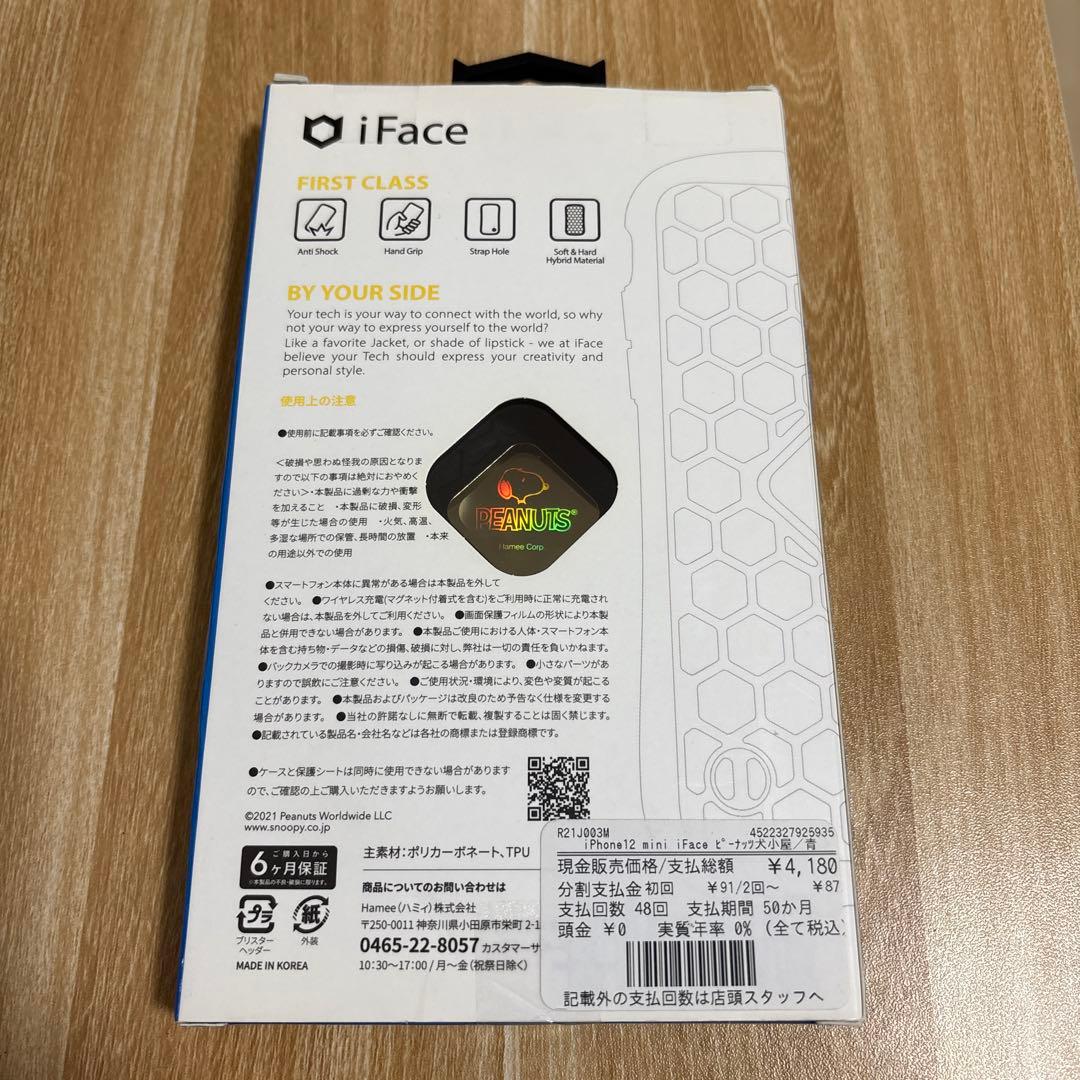 iFace
FIRST CLASS
Anti Shock
Hand Grip
Strap Hole
Soft & Hard
Hybrid Material
BY YOUR SIDE
Your tech is your way to connect with the world, so why
not your way to express yourself to the world?
Like a favorite Jacket, or shade of lipstick - we at iFace
believe your Tech should express your creativity and
personal style.
使用上の注意
●使用前に記載事項を必ずご確認ください。
<破損や思わぬ怪我の原因となりま
すので以下の事項は絶対におやめく
ださい>・本製品に過剰な力や衝撃
を加えること ・本製品に破損、変形
等が生じた場合の使用 ・火気、高温、
多湿な場所での保管、長時間の放置 ・本来
の用途以外での使用
PEANUTS®
Hamee Corp
●スマートフォン本体に異常がある場合は本製品を外して
ください。 ●ワイヤレス充電(マグネット付着式を含む)をご利用時に正常に充電され
ない場合は、本製品を外してご利用ください。 ●画面保護フィルムの形状により本製
品と併用できない場合があります。 ●本製品ご使用における人体・スマートフォン本
体を含む持ち物・データなどの損傷、破損に対し、弊社は一切の責任を負いかねます。
●バックカメラでの撮影時に写り込みが起こる場合があります。 ●小さなパーツがあ
りますので誤飲にご注意ください。 ●ご使用状況・環境により、変色や変質が起こる
ことがあります。 ●本製品およびパッケージは改良のため予告なく仕様を変更する
場合があります。 ●当社の許諾なしに無断で転載、複製することは固く禁じます。
●記載されている製品名・会社名などは各社の商標または登録商標です。
●ケースと保護シートは同時に使用できない場合があります
ので、ご確認の上ご購入いただきますようお願いします。
©2021 Peanuts Worldwide LLC
www.snoopy.co.jp
ご購入日から
6ヶ月保証
※本製品の不良・破損に限ります。
プラ
ブリスター
ヘッダー
紙
外装
MADE IN KOREA
主素材:ポリカーボネート、TPU
商品についてのお問い合わせは
Hamee(ハミィ)株式会社
〒250-0011 神奈川県小田原市栄町 2-1
0465-22-8057 カスタマーサ
10:30〜17:00 / 月〜金(祝祭日除く)
R21J003M 4522327925935
iPhone12 mini iFace ピーナッツ犬小屋/青
現金販売価格/支払総額 ¥4,180
分割支払金初回 ¥91/2回〜 ¥87
支払回数 48回 支払期間 50か月
頭金 ¥0 実質年率 0% (全て税込)
記載外の支払回数は店頭スタッフへ